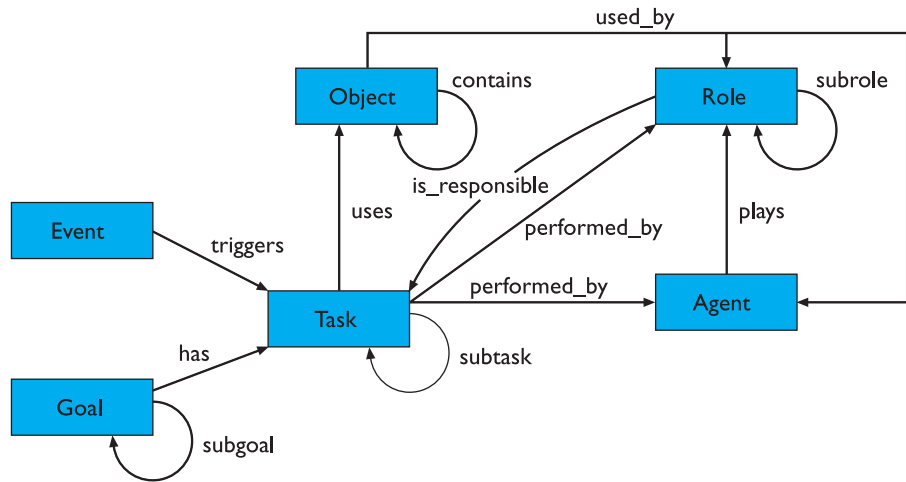 used_by
Object
contains
Role
subrole
is_responsible
uses
plays
Event
triggers
performed_by
performed_by
Task
Agent
has
subtask
Goal
subgoal